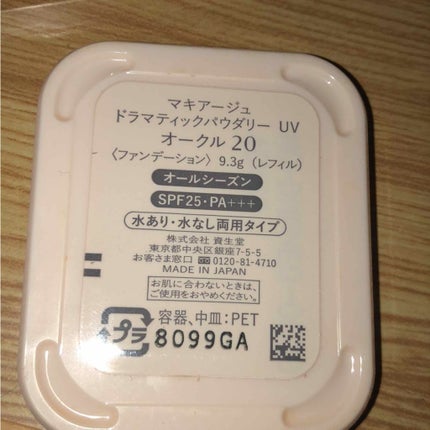 マキアージュ
ドラマティックパウダリー UV
オークル 20
〈ファンデーション〉 9.3g (レフィル)
オールシーズン
SPF25・PA+++
水あり・水なし両用タイプ
株式会社 資生堂
東京都中央区銀座7-5-5
お客さま窓口 0120-81-4710
MADE IN JAPAN
お肌に合わないときは、
ご使用をおやめください。
プラ
容器、中皿:PET
8099GA